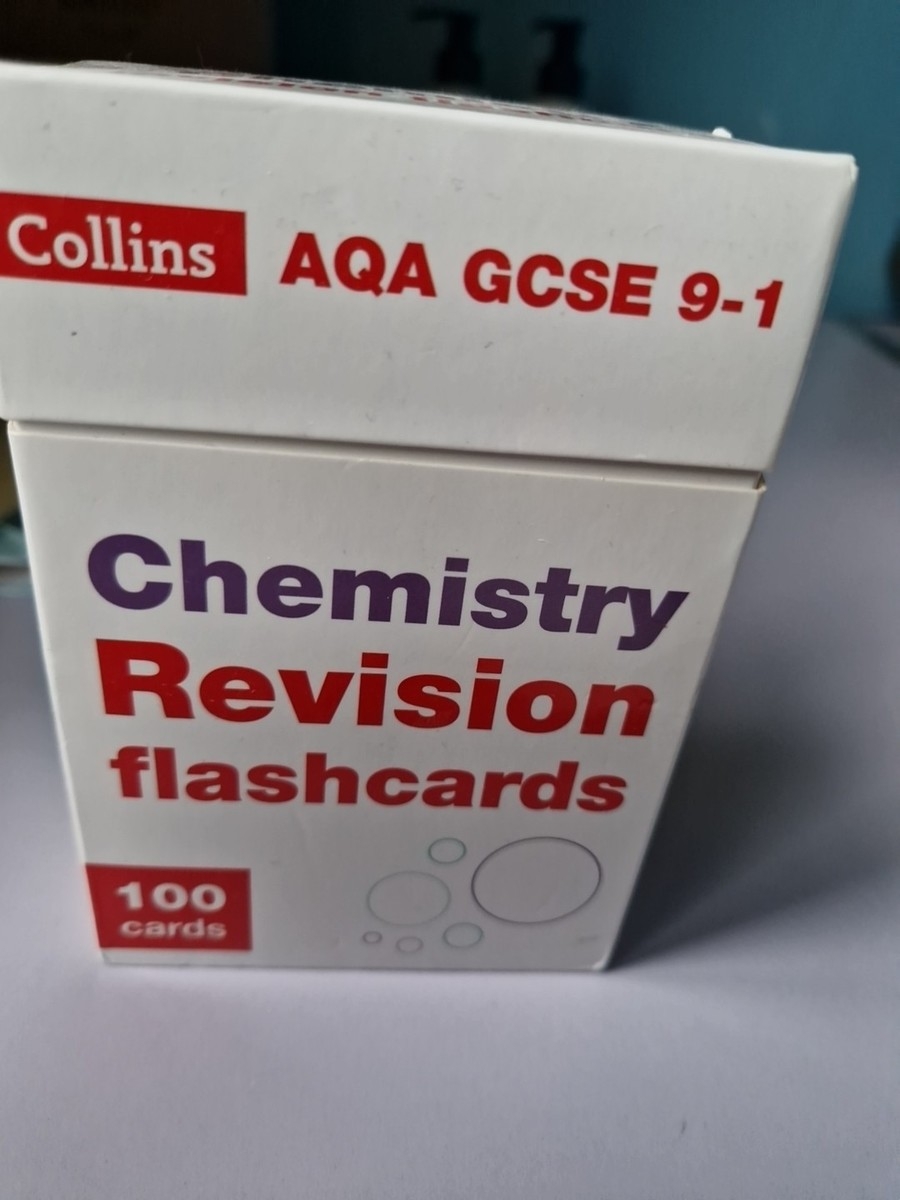 Collins AQA GCSE 9-1
Chemistry
Revision
flashcards
100
cards